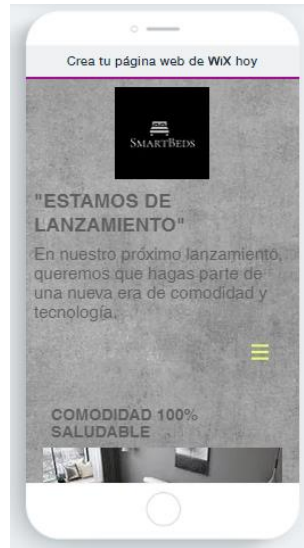 Crea tu página web de WiX hoy
SMARTBEDS
"ESTAMOS DE
LANZAMIENTO"
En nuestro próximo lanzamiento,
queremos que hagas parte de
una nueva era de comodidad y
tecnología.
COMODIDAD 100%
SALUDABLE